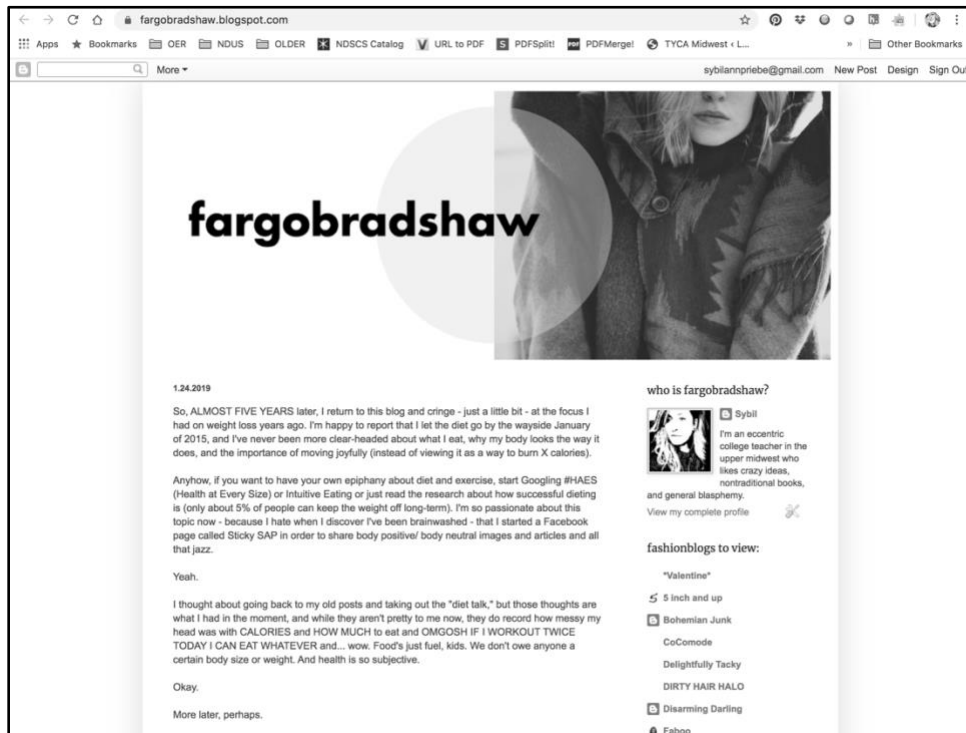 fargobradshaw.blogspot.com
Apps Bookmarks OER NDUS OLDER NDSCS Catalog V URL to PDF S PDFSplit! PDF PDFMerge! TYCA Midwest ‹ L... » Other Bookmarks
More sybilannpriebe@gmail.com New Post Design Sign Out
fargobradshaw
1.24.2019
So, ALMOST FIVE YEARS later, I return to this blog and cringe - just a little bit - at the focus I
had on weight loss years ago. I'm happy to report that I let the diet go by the wayside January
of 2015, and I've never been more clear-headed about what I eat, why my body looks the way it
does, and the importance of moving joyfully (instead of viewing it as a way to burn X calories).
Anyhow, if you want to have your own epiphany about diet and exercise, start Googling #HAES
(Health at Every Size) or Intuitive Eating or just read the research about how successful dieting
is (only about 5% of people can keep the weight off long-term). I'm so passionate about this
topic now - because I hate when I discover I've been brainwashed - that I started a Facebook
page called Sticky SAP in order to share body positive/ body neutral images and articles and all
that jazz.
Yeah.
I thought about going back to my old posts and taking out the "diet talk," but those thoughts are
what I had in the moment, and while they aren't pretty to me now, they do record how messy my
head was with CALORIES and HOW MUCH to eat and OMGOSH IF I WORKOUT TWICE
TODAY I CAN EAT WHATEVER and... wow. Food's just fuel, kids. We don't owe anyone a
certain body size or weight. And health is so subjective.
Okay.
More later, perhaps.
who is fargobradshaw?
Sybil
I'm an eccentric
college teacher in the
upper midwest who
likes crazy ideas,
nontraditional books,
and general blasphemy.
View my complete profile
fashionblogs to view:
*Valentine*
5 inch and up
Bohemian Junk
CoComode
Delightfully Tacky
DIRTY HAIR HALO
Disarming Darling
Faboo